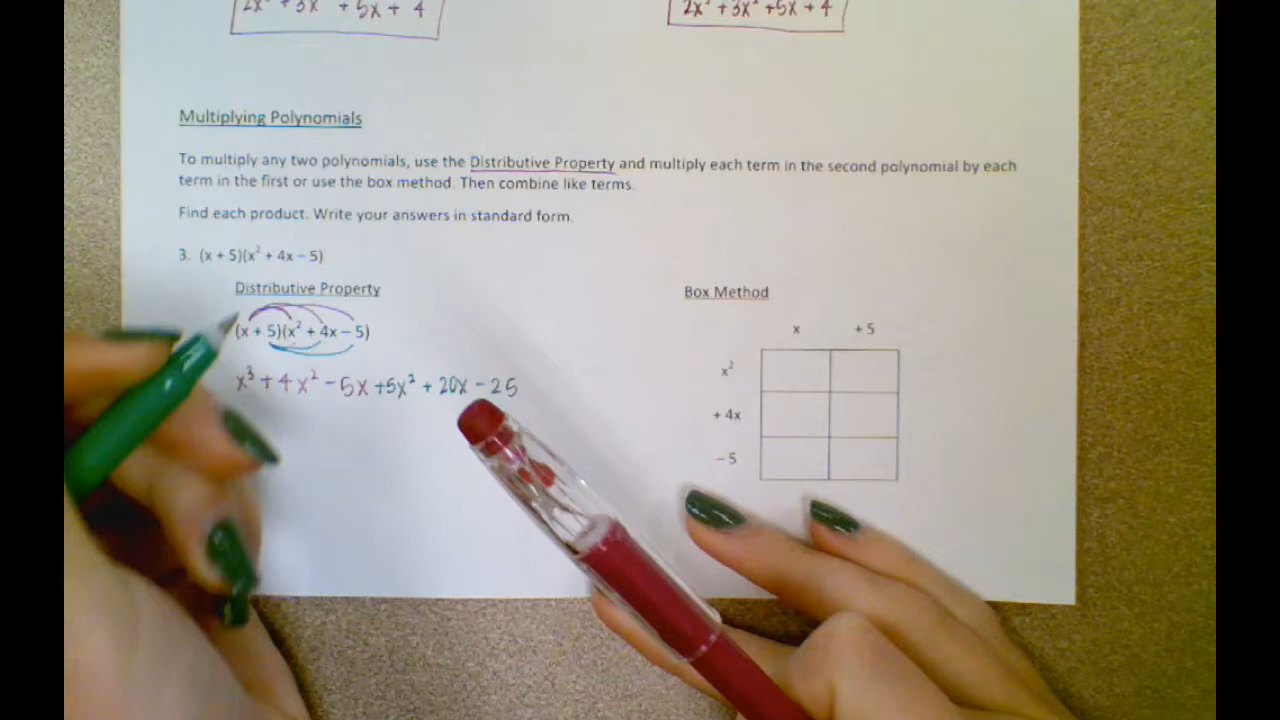 2x³ + 3x² + 5x + 4
2x³ + 3x² + 5x + 4
Multiplying Polynomials
To multiply any two polynomials, use the Distributive Property and multiply each term in the second polynomial by each
term in the first or use the box method. Then combine like terms.
Find each product. Write your answers in standard form.
3. (x + 5)(x² + 4x – 5)
Distributive Property
(x + 5)(x² + 4x – 5)
x³ + 4x² - 5x + 5x² + 20x - 25
Box Method
x +5
x²
+ 4x
– 5